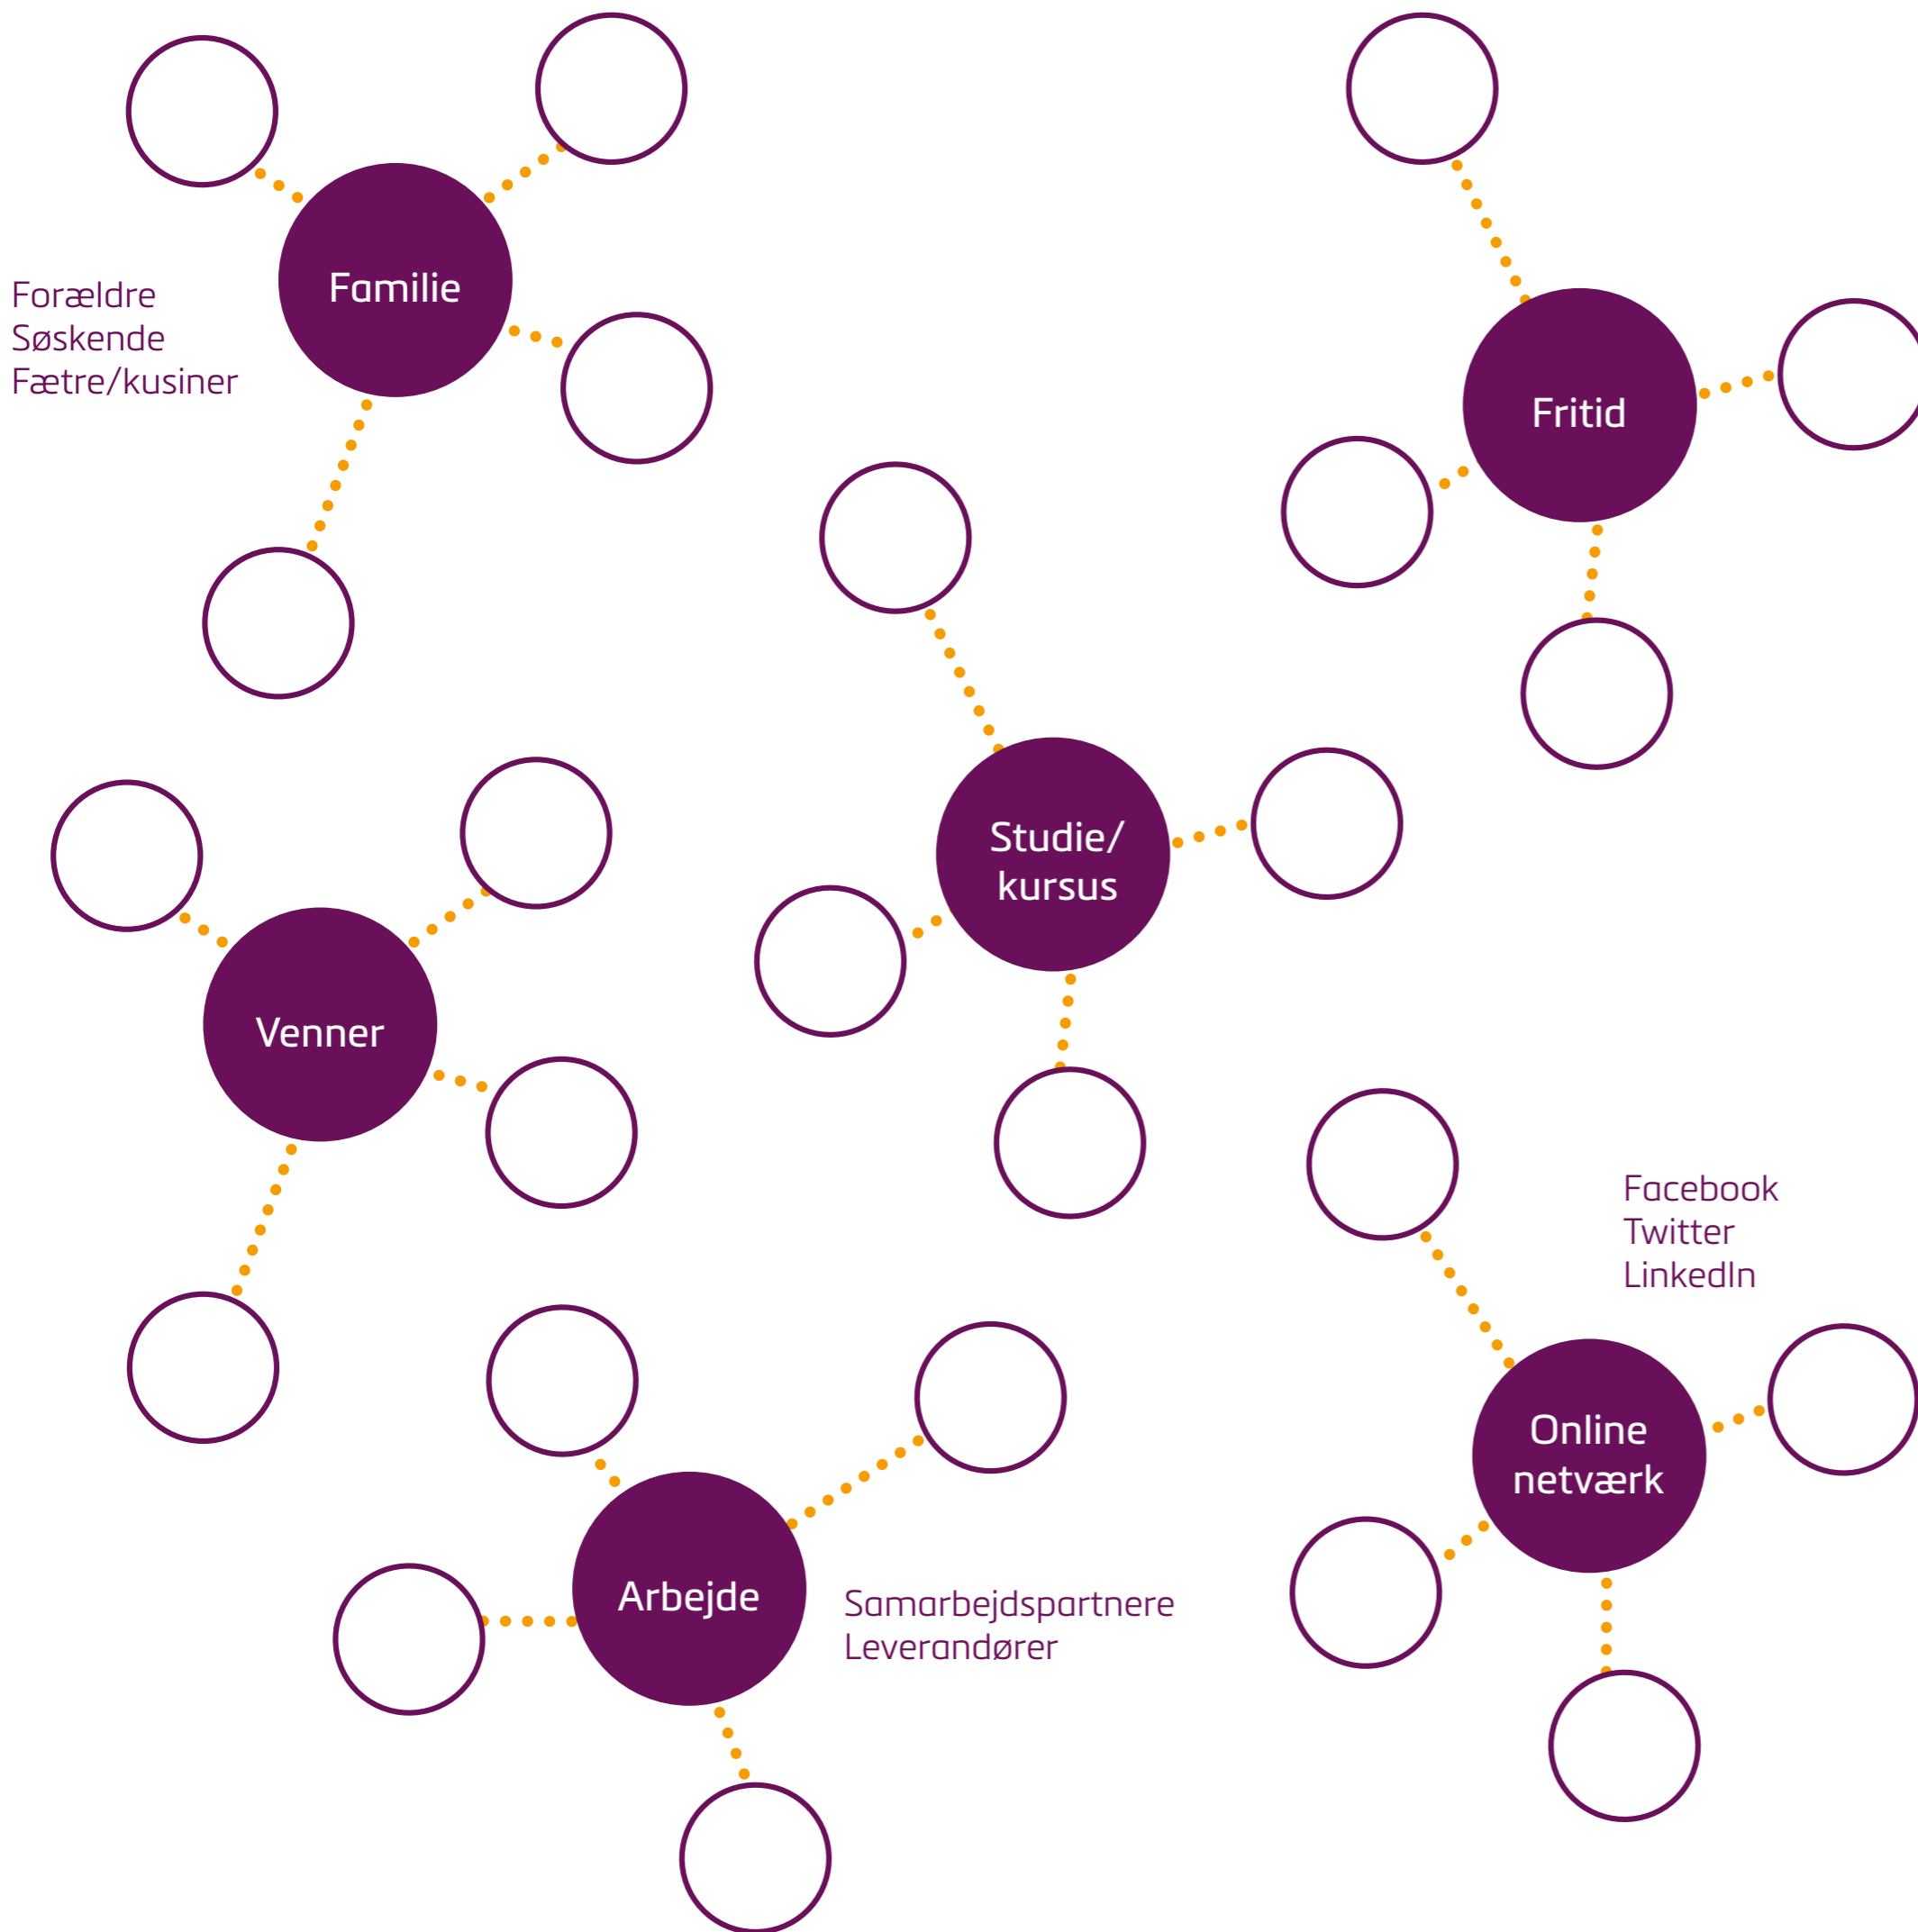 Familie
Forældre
Søskende
Fætre/kusiner
Fritid
Studie/
kursus
Venner
Facebook
Twitter
LinkedIn
Online
netværk
Arbejde
Samarbejdspartnere
Leverandører